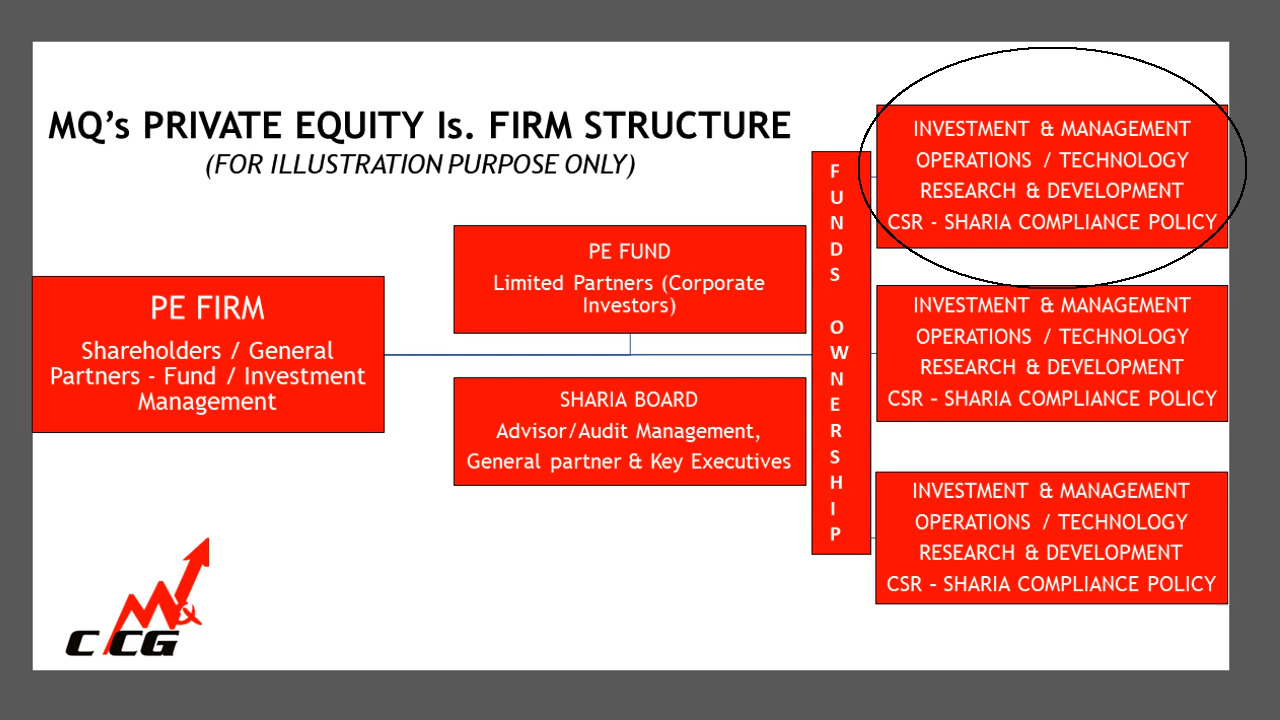 MQ's PRIVATE EQUITY Is. FIRM STRUCTURE
(FOR ILLUSTRATION PURPOSE ONLY)
PE FIRM
Shareholders / General
Partners - Fund / Investment
Management
PE FUND
Limited Partners (Corporate
Investors)
SHARIA BOARD
Advisor/Audit Management,
General partner & Key Executives
F
U
N
D
S
O
W
N
E
R
S
H
I
P
INVESTMENT & MANAGEMENT
OPERATIONS / TECHNOLOGY
RESEARCH & DEVELOPMENT
CSR - SHARIA COMPLIANCE POLICY
INVESTMENT & MANAGEMENT
OPERATIONS / TECHNOLOGY
RESEARCH & DEVELOPMENT
CSR – SHARIA COMPLIANCE POLICY
INVESTMENT & MANAGEMENT
OPERATIONS / TECHNOLOGY
RESEARCH & DEVELOPMENT
CSR – SHARIA COMPLIANCE POLICY